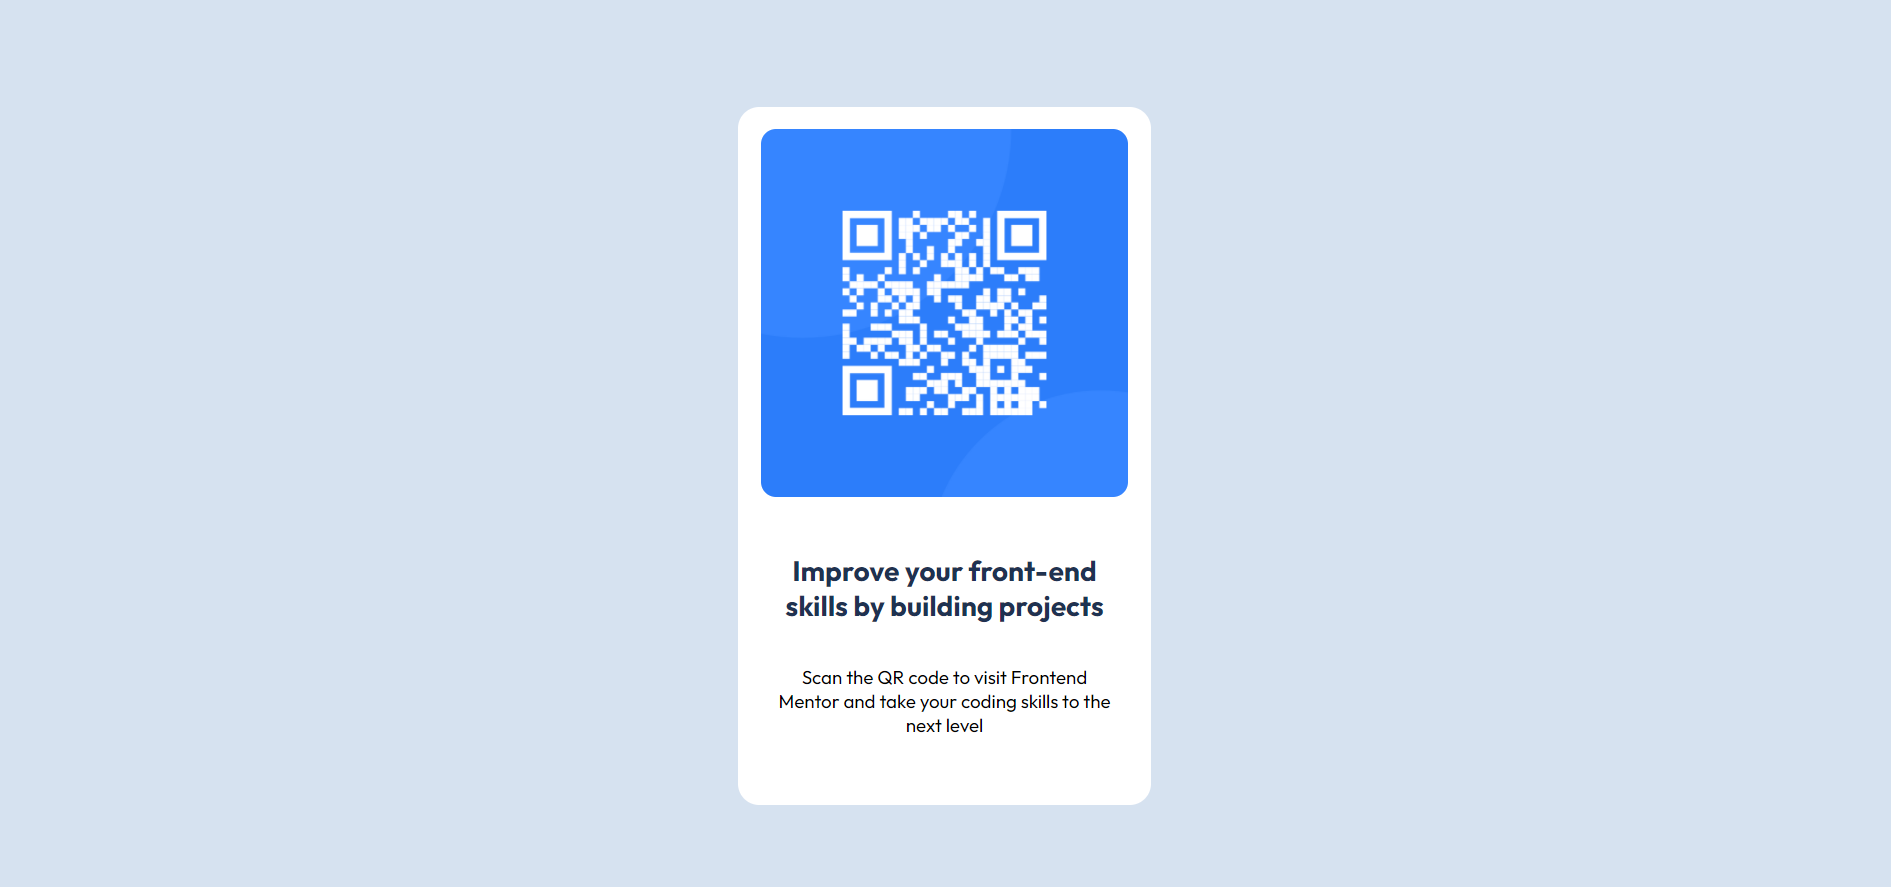 Improve your front-end
skills by building projects
Scan the QR code to visit Frontend
Mentor and take your coding skills to the
next level